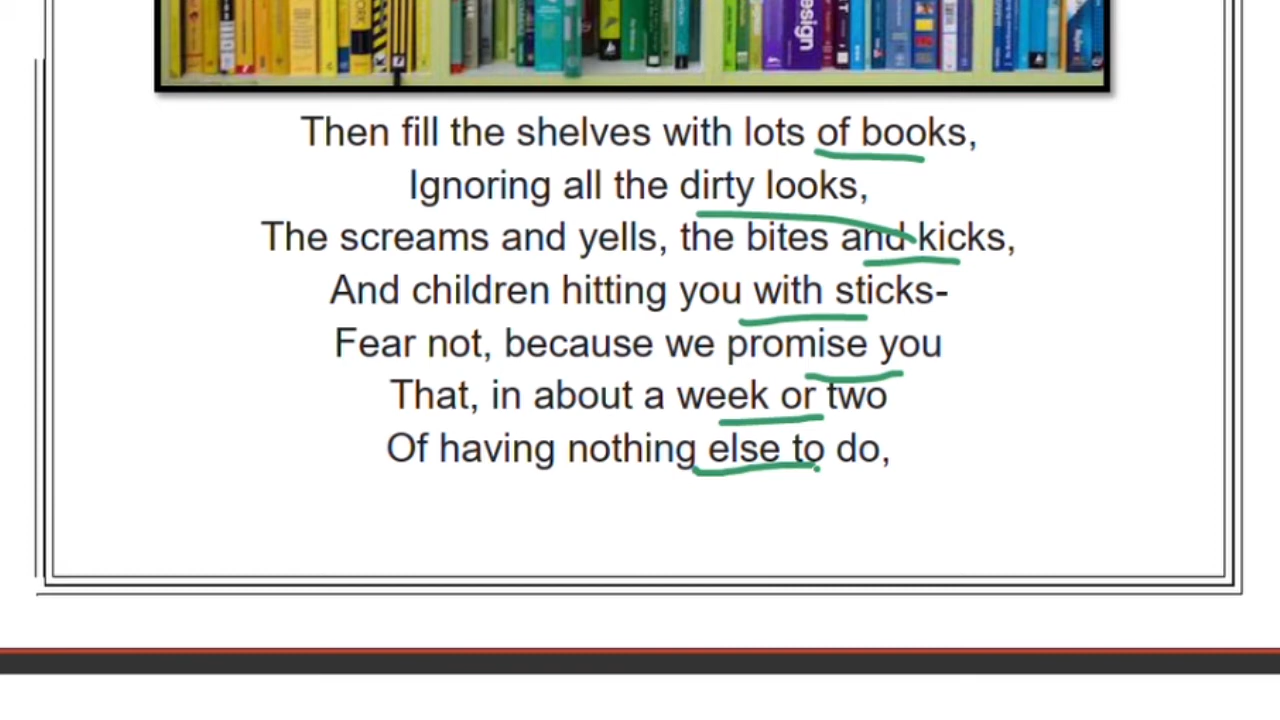 esign
Then fill the shelves with lots of books,
Ignoring all the dirty looks,
The screams and yells, the bites and kicks,
And children hitting you with sticks-
Fear not, because we promise you
That, in about a week or two
Of having nothing else to do,